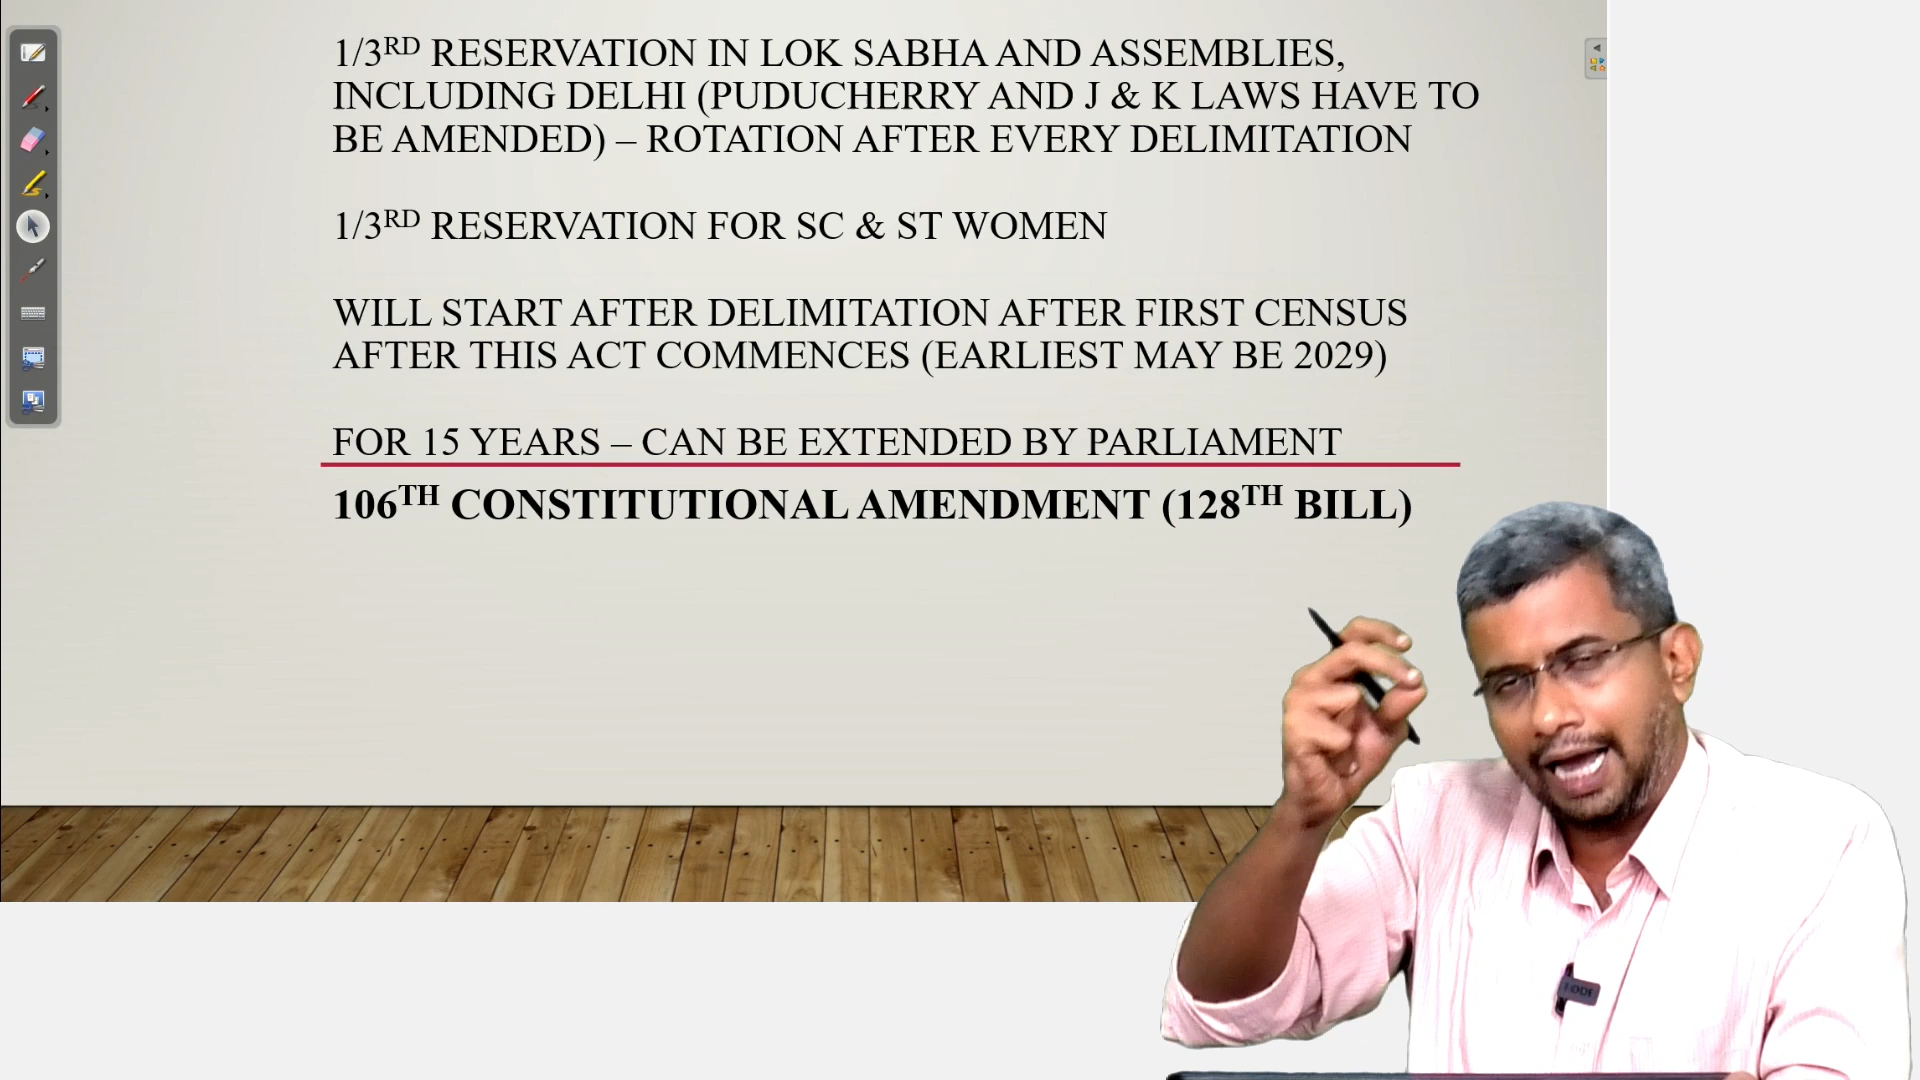 1/3RD RESERVATION IN LOK SABHA AND ASSEMBLIES,
INCLUDING DELHI (PUDUCHERRY AND J & K LAWS HAVE TO
BE AMENDED) – ROTATION AFTER EVERY DELIMITATION
1/3RD RESERVATION FOR SC & ST WOMEN
WILL START AFTER DELIMITATION AFTER FIRST CENSUS
AFTER THIS ACT COMMENCES (EARLIEST MAY BE 2029)
FOR 15 YEARS – CAN BE EXTENDED BY PARLIAMENT
106TH CONSTITUTIONAL AMENDMENT (128TH BILL)